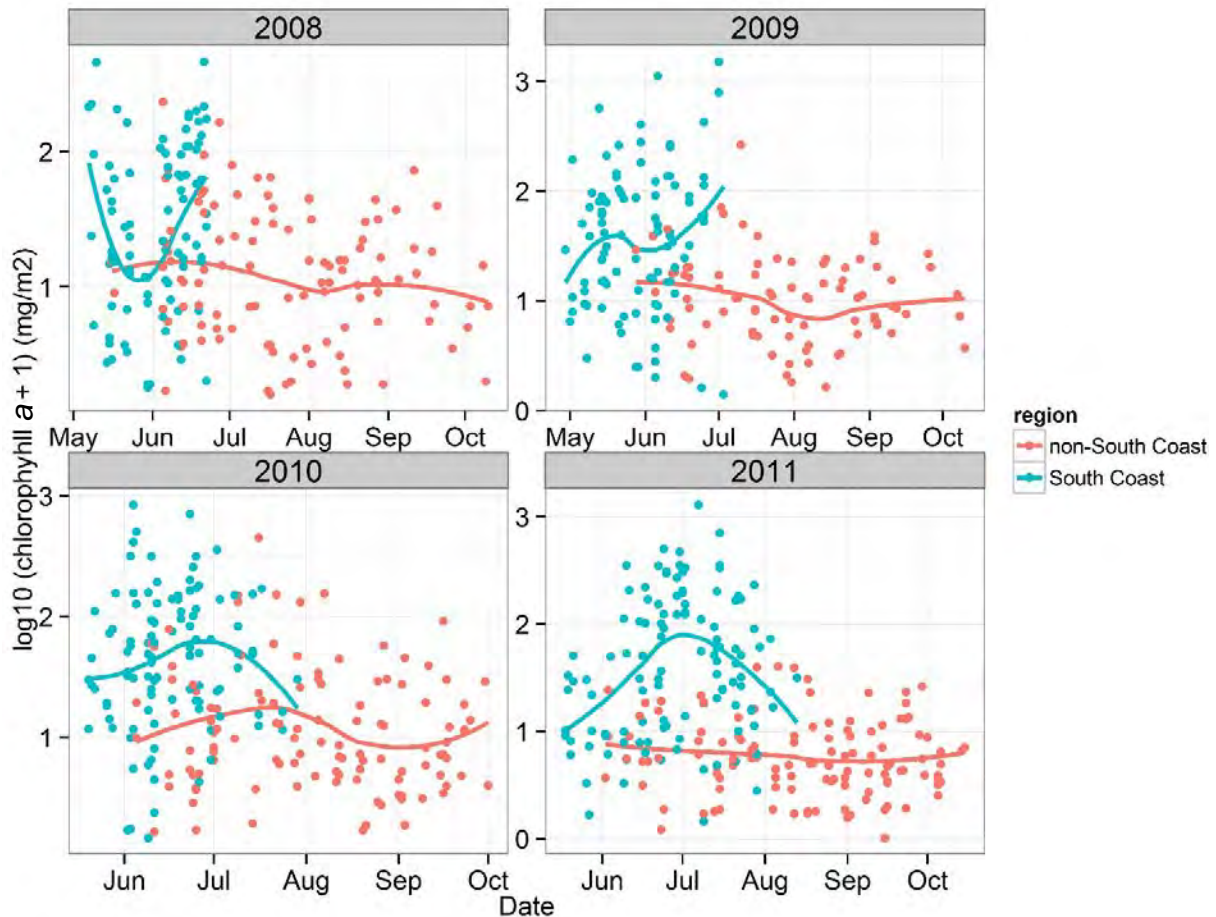 2008
2009
2
1
3
2
1
0
May Jun Jul Aug Sep Oct
May Jun Jul Aug Sep Oct
log10 (chlorophyll a + 1) (mg/m2)
region
non-South Coast
South Coast
2010
2011
3
2
1
3
2
1
0
Jun Jul Aug Sep Oct
Jun Jul Aug Sep Oct
Date